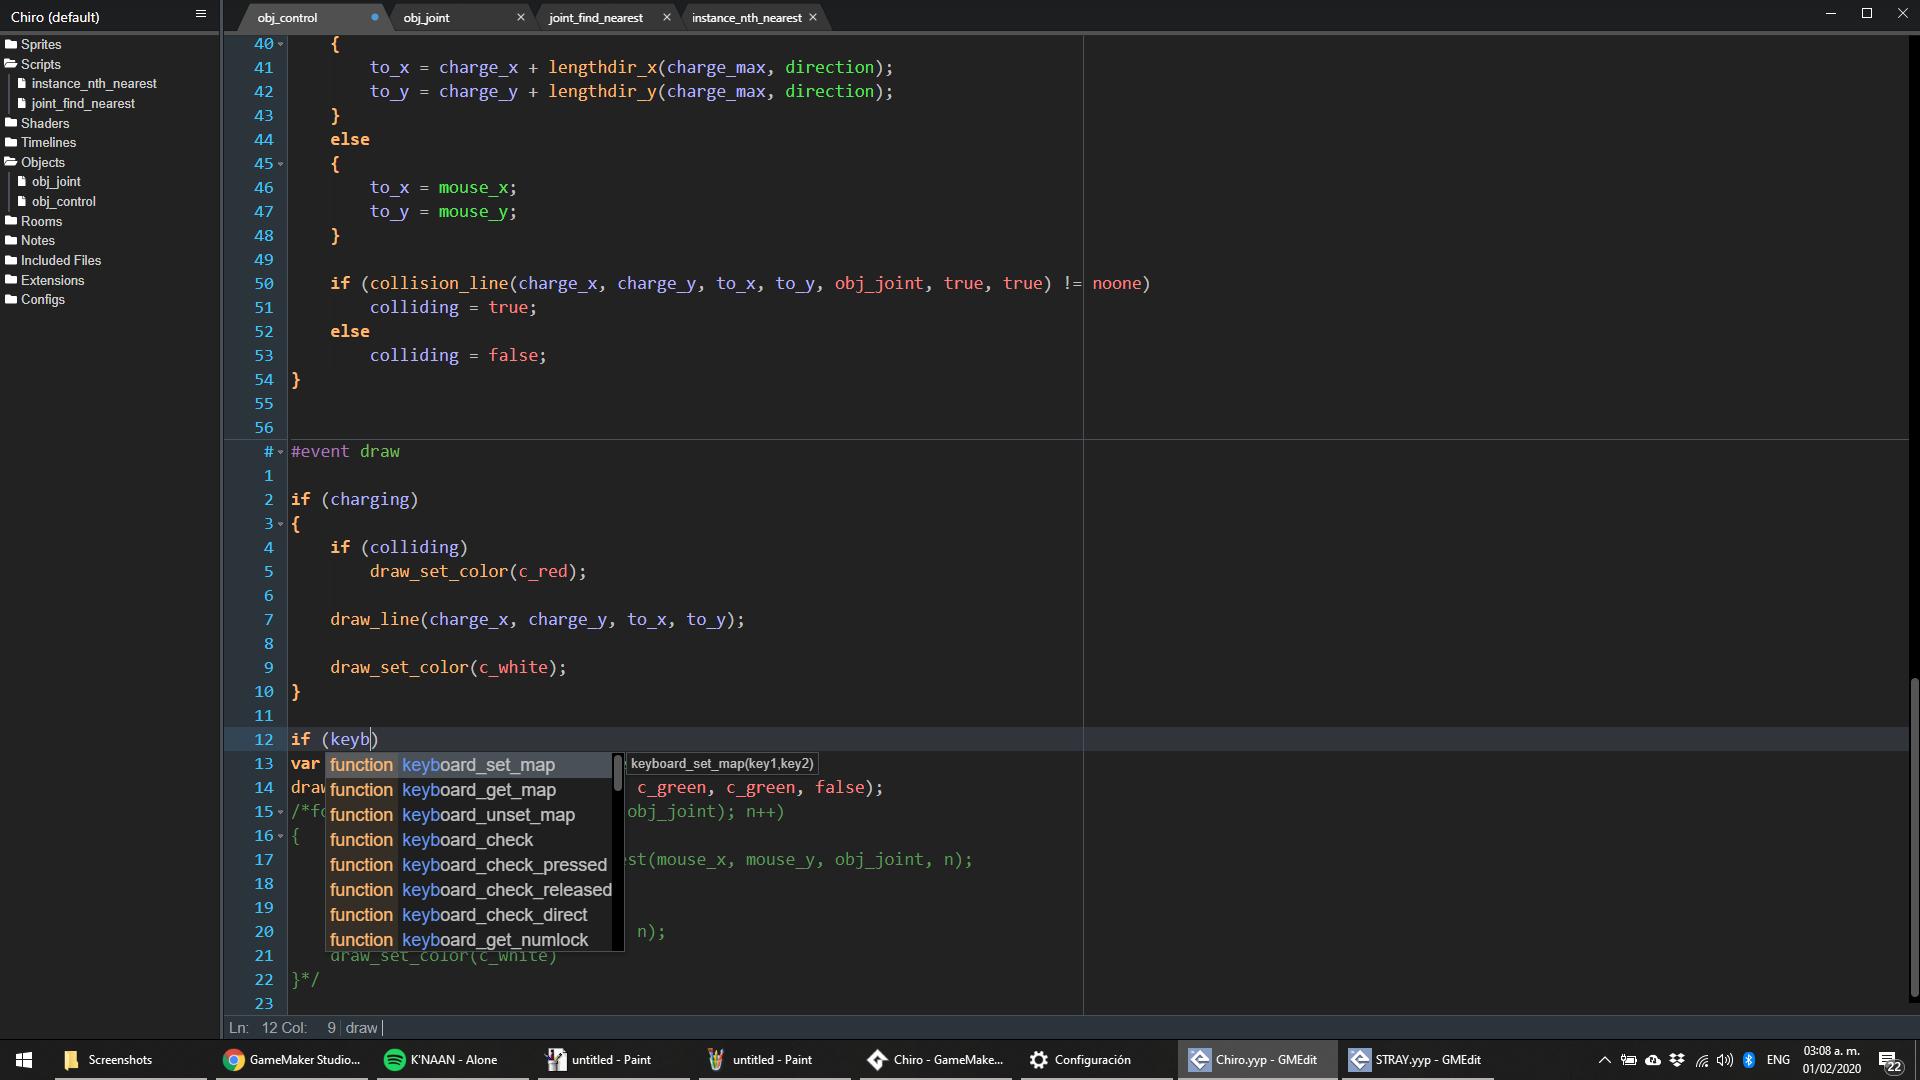 Chiro (default)
obj_control
obj_joint
joint_find_nearest
instance_nth_nearest
Sprites
Scripts
instance_nth_nearest
joint_find_nearest
Shaders
Timelines
Objects
obj_joint
obj_control
Rooms
Notes
Included Files
Extensions
Configs
40 {
41 to_x = charge_x + lengthdir_x(charge_max, direction);
42 to_y = charge_y + lengthdir_y(charge_max, direction);
43 }
44 else
45 {
46 to_x = mouse_x;
47 to_y = mouse_y;
48 }
49
50 if (collision_line(charge_x, charge_y, to_x, to_y, obj_joint, true, true) != noone)
51 colliding = true;
52 else
53 colliding = false;
54 }
55
56
# #event draw
1
2 if (charging)
3 {
4 if (colliding)
5 draw_set_color(c_red);
6
7 draw_line(charge_x, charge_y, to_x, to_y);
8
9 draw_set_color(c_white);
10 }
11
12 if (keyb)
13 var
14 draw c_green, c_green, false);
15 /*fo obj_joint); n++)
16 {
17 est(mouse_x, mouse_y, obj_joint, n);
18
19
20 n);
21 draw_set_color(c_white)
22 }*/
23
function keyboard_set_map
function keyboard_get_map
function keyboard_unset_map
function keyboard_check
function keyboard_check_pressed
function keyboard_check_released
function keyboard_check_direct
function keyboard_get_numlock
keyboard_set_map(key1,key2)
Ln: 12 Col: 9 draw
Screenshots
GameMaker Studio...
K'NAAN - Alone
untitled - Paint
untitled - Paint
Chiro - GameMake...
Configuración
Chiro.yyp - GMEdit
STRAY.yyp - GMEdit
ENG
03:08 a. m.
01/02/2020
22